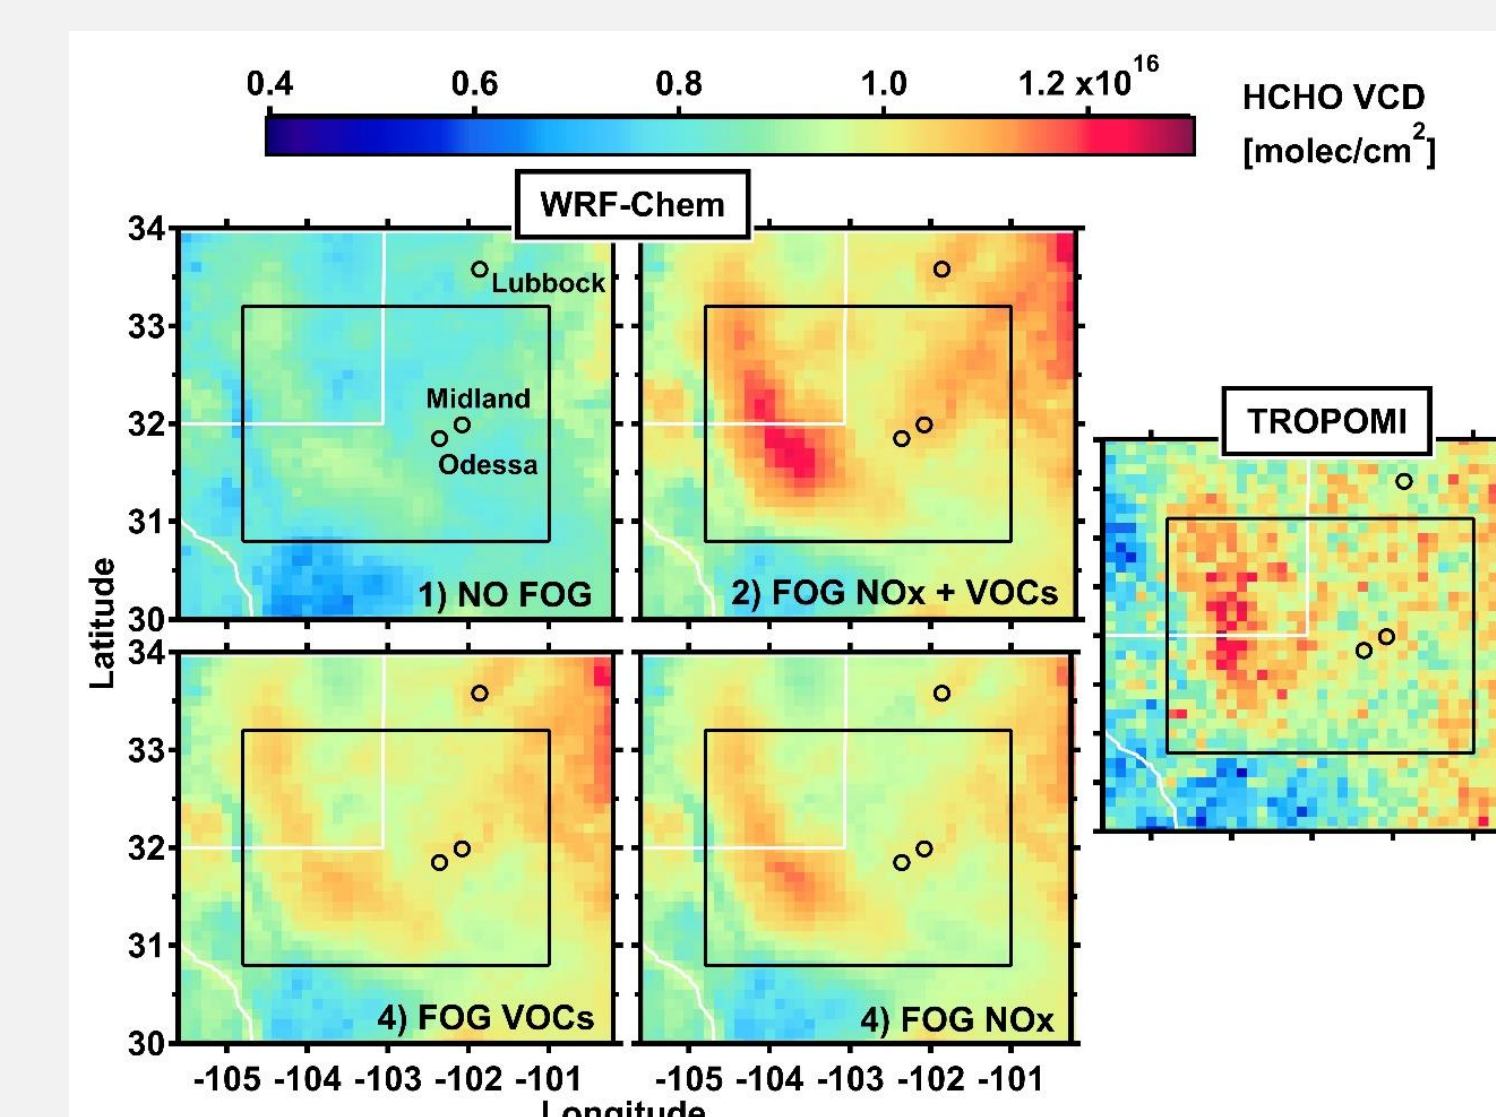 0.4 0.6 0.8 1.0 1.2 x10^16
HCHO VCD
[molec/cm^2]
WRF-Chem
TROPOMI
Latitude
34
33
32
31
30
Lubbock
Midland
Odessa
1) NO FOG
2) FOG NOx + VOCs
34
33
32
31
30
4) FOG VOCs
4) FOG NOx
-105 -104 -103 -102 -101
-105 -104 -103 -102 -101
Longitude